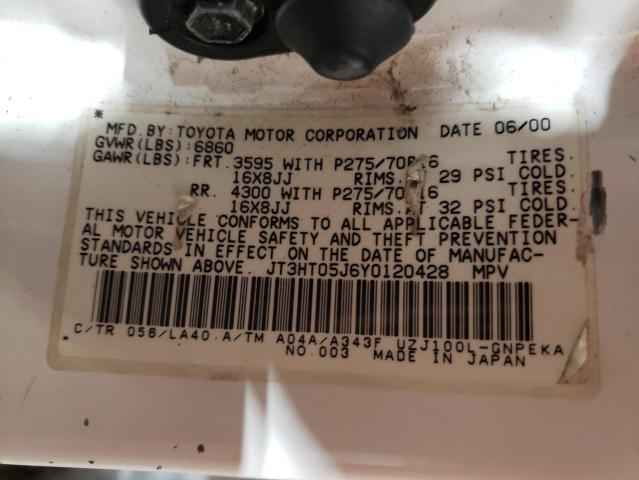 *
MFD.BY:TOYOTA MOTOR CORPORATION DATE 06/00
GVWR(LBS):6860
GAWR(LBS):FRT. 3595 WITH P275/70R16 TIRES.
16X8JJ RIMS. 29 PSI COLD.
RR. 4300 WITH P275/70R16 TIRES.
16X8JJ RIMS. 32 PSI COLD.
THIS VEHICLE CONFORMS TO ALL APPLICABLE FEDER-
AL MOTOR VEHICLE SAFETY AND THEFT PREVENTION
STANDARDS IN EFFECT ON THE DATE OF MANUFAC-
TURE SHOWN ABOVE. JT3HT05J6Y0120428 MPV
C/TR 056/LA40.A/TM A04A/A343F UZJ100L-GNPEKA
NO.003 MADE IN JAPAN